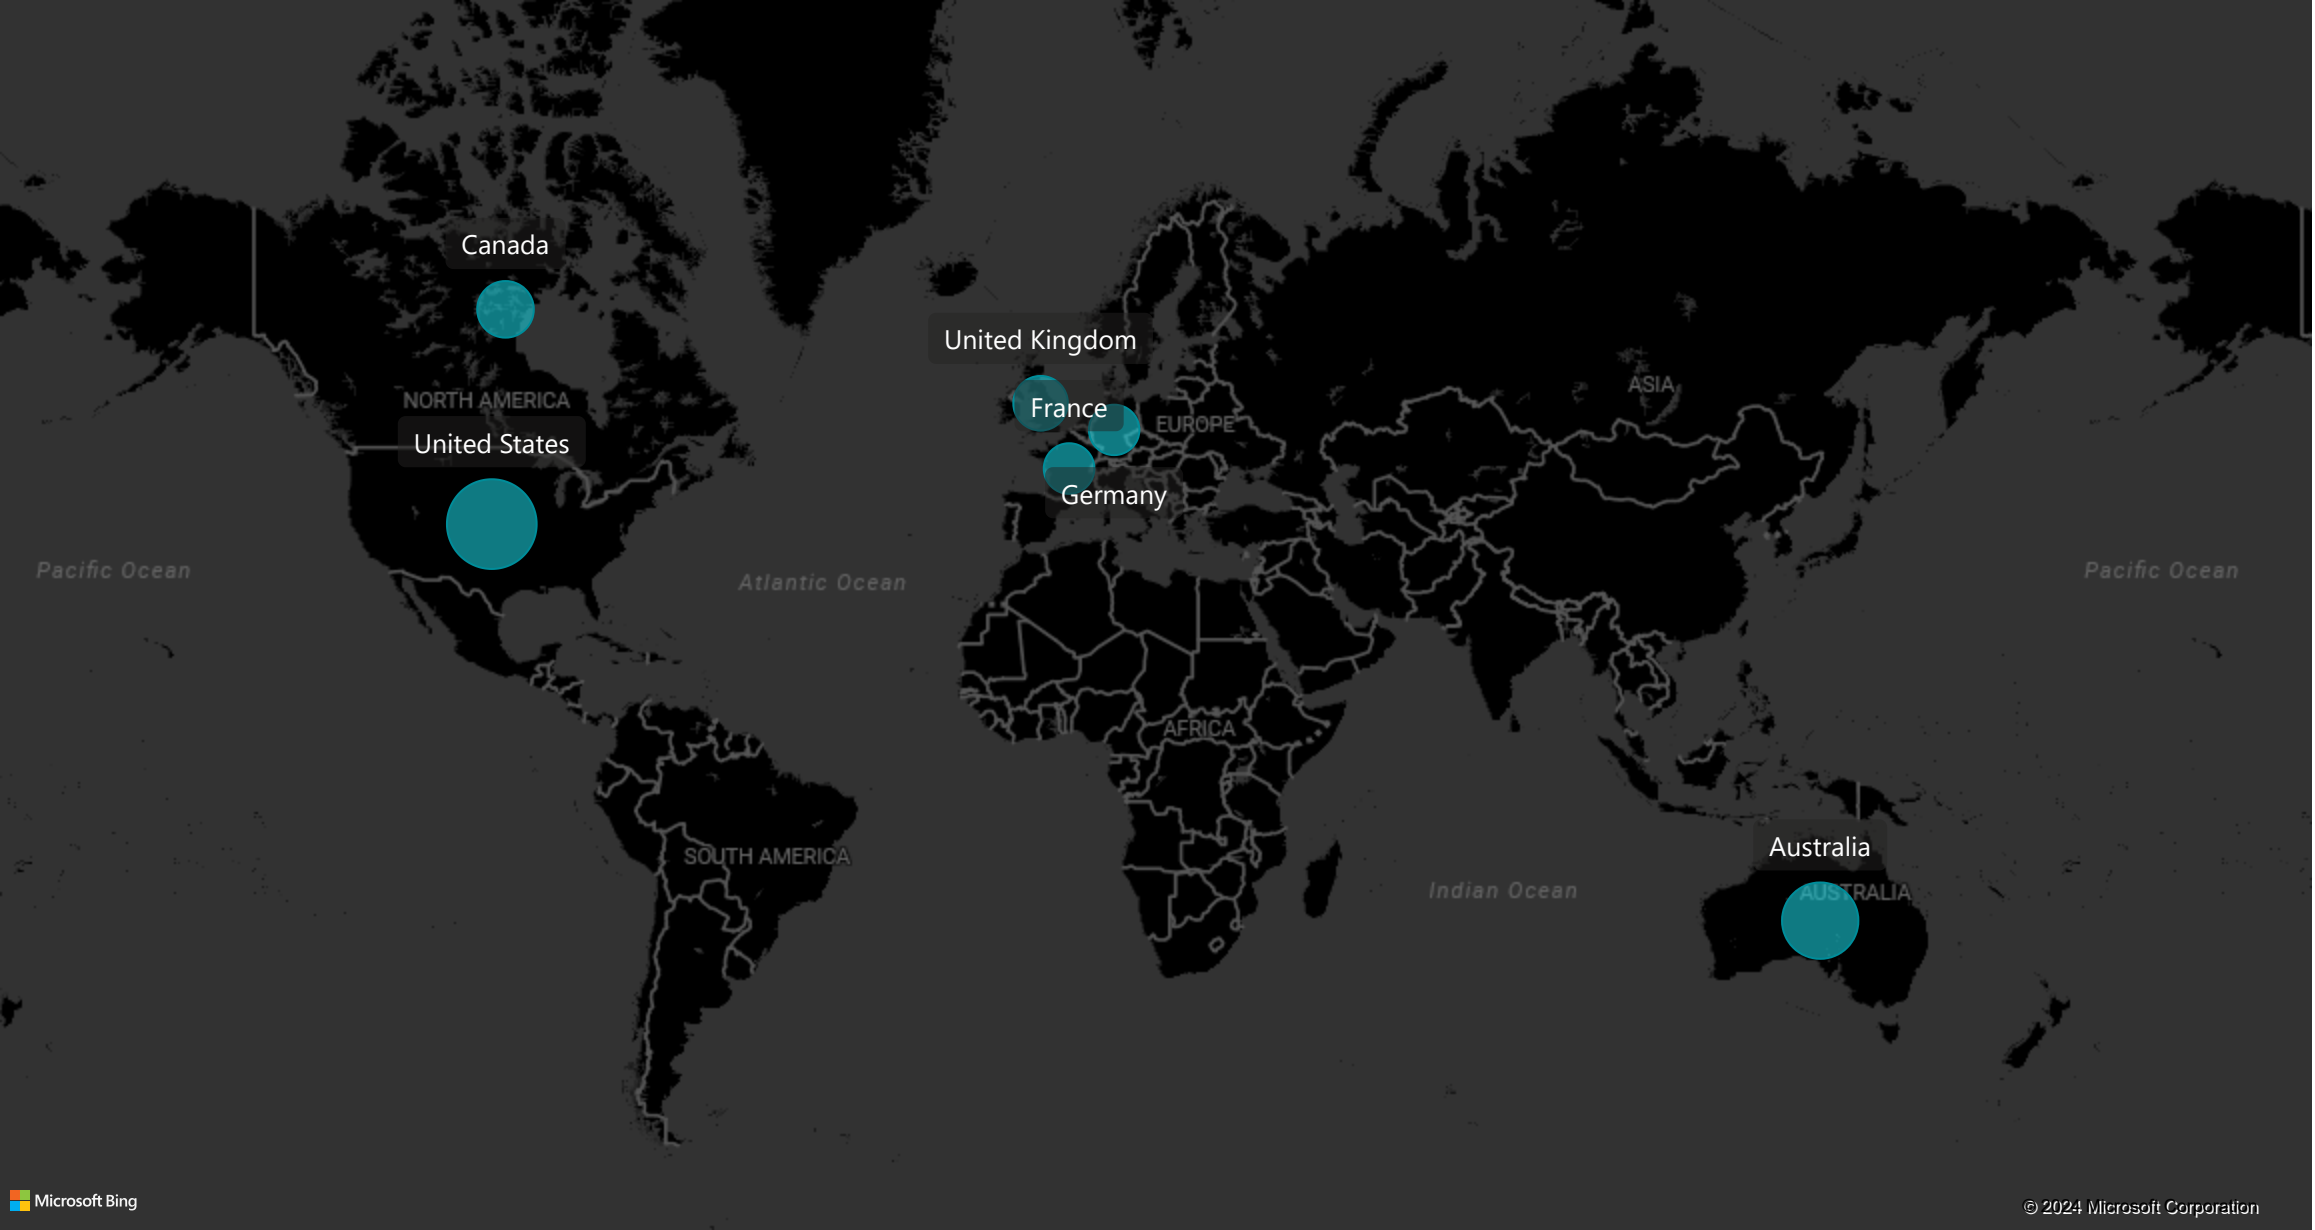 Canada
United Kingdom
ASIA
NORTH AMERICA
France
EUROPE
United States
Germany
Pacific Ocean
Atlantic Ocean
Pacific Ocean
AFRICA
Australia
SOUTH AMERICA
Indian Ocean
AUSTRALIA
Microsoft Bing
© 2024 Microsoft Corporation